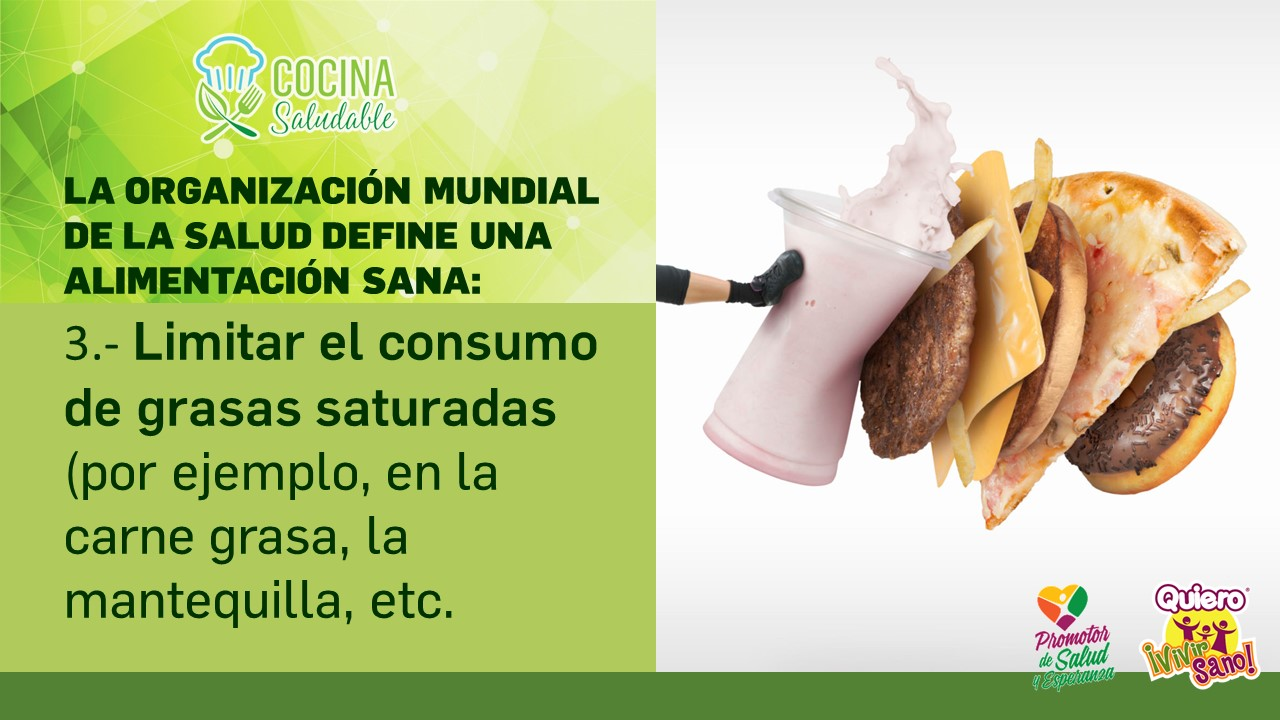 COCINA
Saludable
LA ORGANIZACIÓN MUNDIAL
DE LA SALUD DEFINE UNA
ALIMENTACIÓN SANA:
3.- Limitar el consumo
de grasas saturadas
(por ejemplo, en la
carne grasa, la
mantequilla, etc.
Promotor
de Salud
y Esperanza
Quiero®
¡Vivir
Sano!